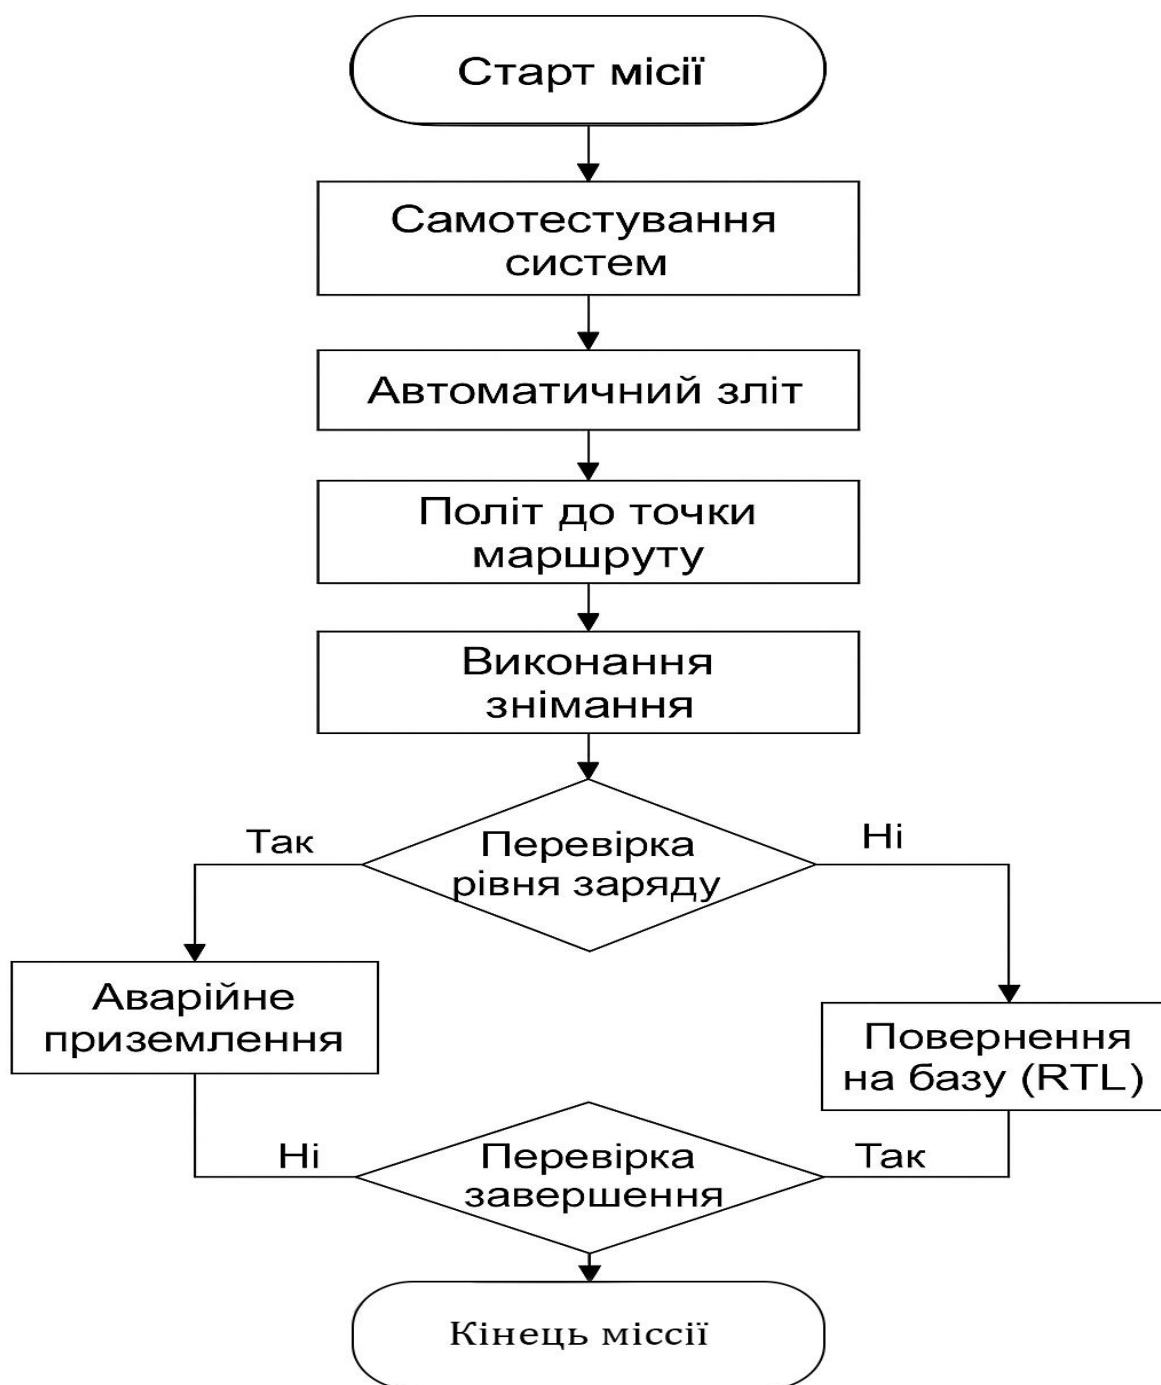 Старт місії
Самотестування
систем
Автоматичний зліт
Політ до точки
маршруту
Виконання
знімання
Перевірка
рівня заряду
Так
Ні
Аварійне
приземлення
Повернення
на базу (RTL)
Перевірка
завершення
Ні
Так
Кінець міссії